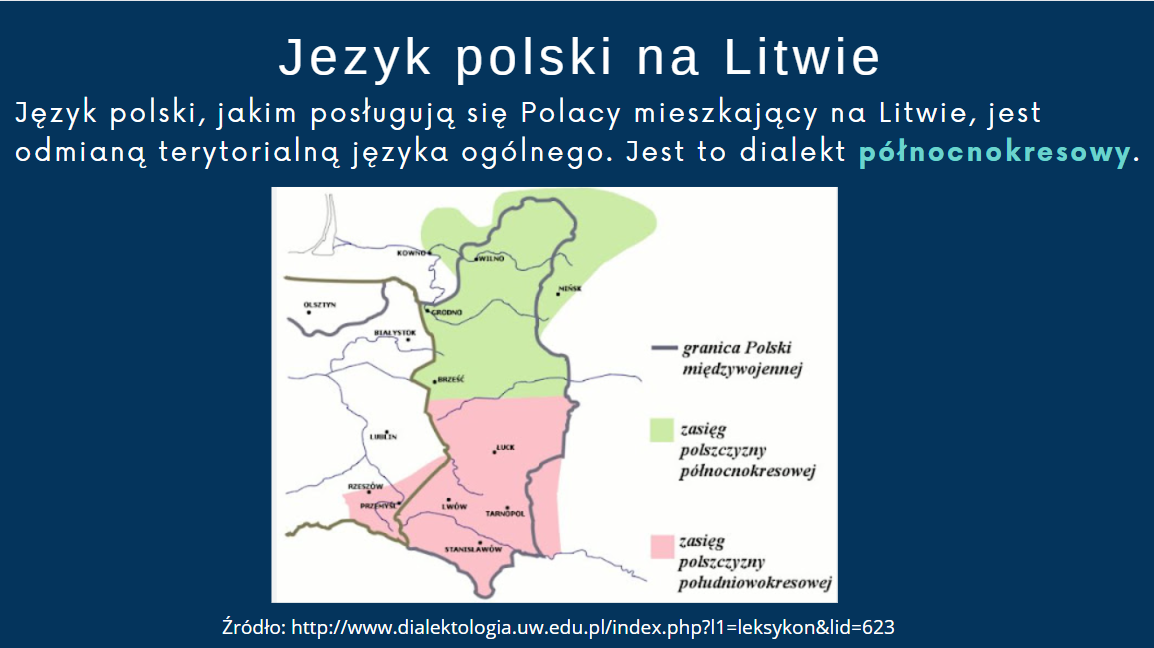 Jezyk polski na Litwie
Język polski, jakim posługują się Polacy mieszkający na Litwie, jest
odmianą terytorialną języka ogólnego. Jest to dialekt północnokresowy.
KOWNO
WILNO
MIŃSK
OLSZTYN
GRODNO
BIAŁYSTOK
granica Polski
międzywojennej
BRZEŚĆ
zasięg
polszczyzny
północnokresowej
LUBLIN
ŁUCK
RZESZÓW
PRZEMYŚL
LWÓW
TARNOPOL
STANISŁAWÓW
zasięg
polszczyzny
południowokresowej
Źródło: http://www.dialektologia.uw.edu.pl/index.php?l1=leksykon&lid=623